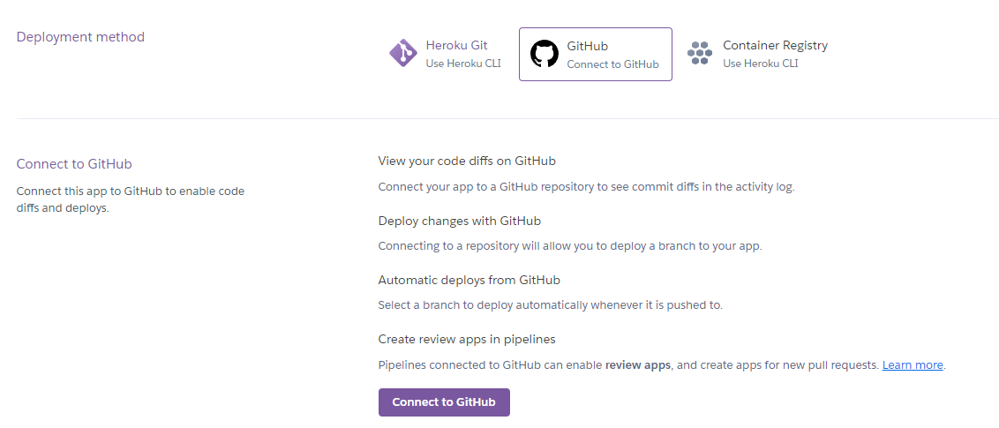 Deployment method
Heroku Git
Use Heroku CLI
GitHub
Connect to GitHub
Container Registry
Use Heroku CLI
Connect to GitHub
Connect this app to GitHub to enable code
diffs and deploys.
View your code diffs on GitHub
Connect your app to a GitHub repository to see commit diffs in the activity log.
Deploy changes with GitHub
Connecting to a repository will allow you to deploy a branch to your app.
Automatic deploys from GitHub
Select a branch to deploy automatically whenever it is pushed to.
Create review apps in pipelines
Pipelines connected to GitHub can enable review apps, and create apps for new pull requests. Learn more.
Connect to GitHub